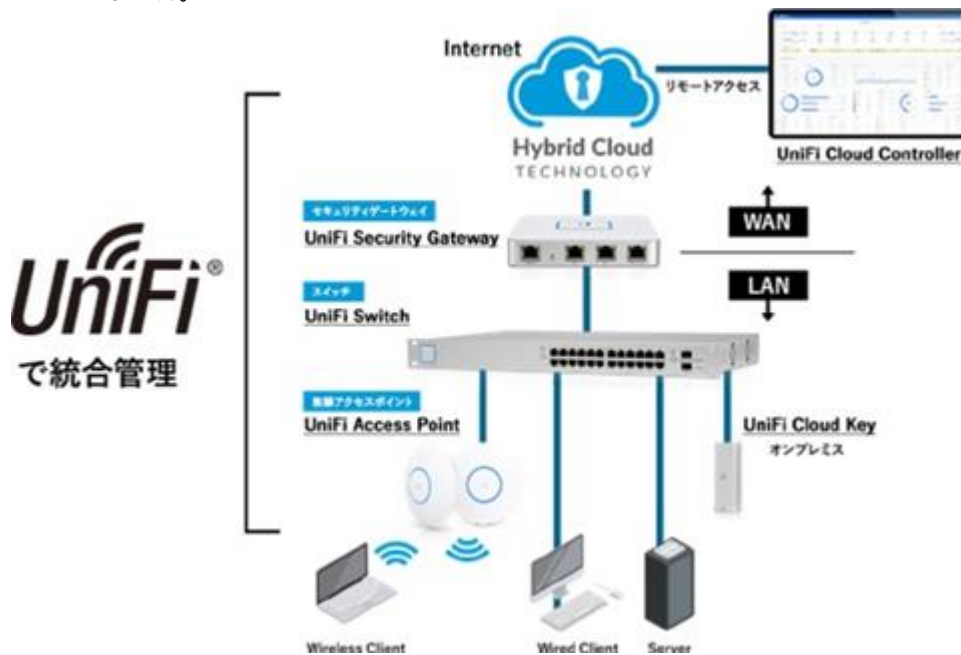 Internet
リモートアクセス
UniFi Cloud Controller
Hybrid Cloud
TECHNOLOGY
セキュリティゲートウェイ
UniFi Security Gateway
WAN
LAN
スイッチ
UniFi Switch
UniFi®
で統合管理
無線アクセスポイント
UniFi Access Point
UniFi Cloud Key
オンプレミス
Wireless Client
Wired Client
Server